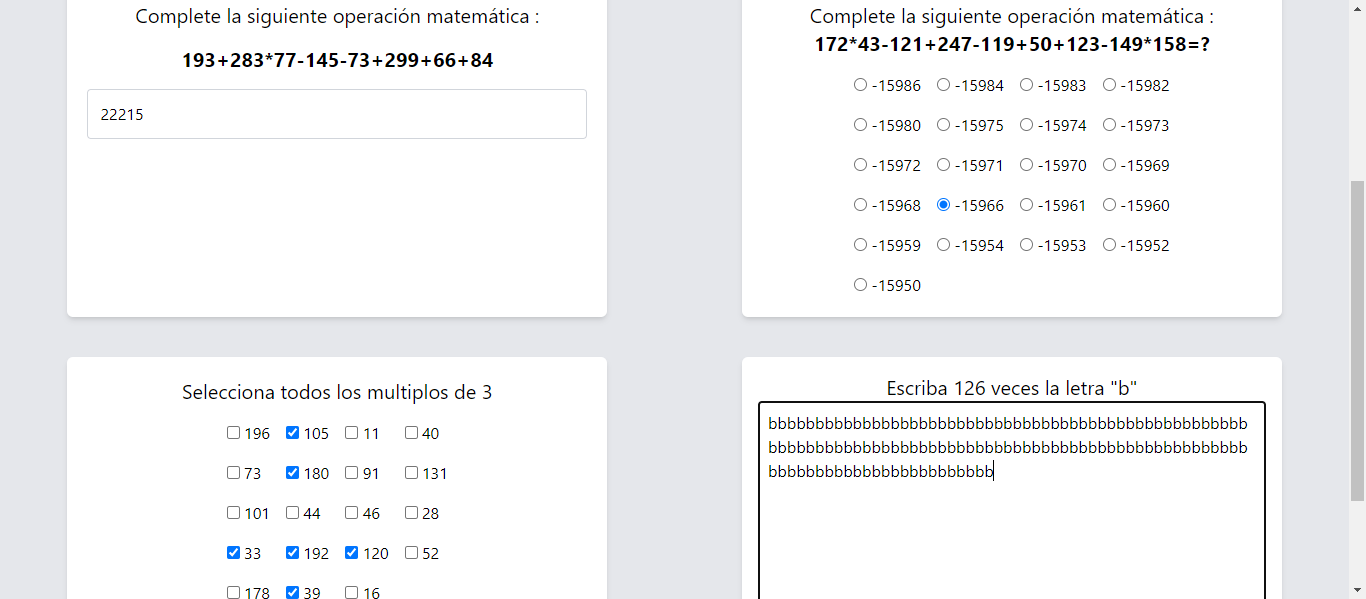 Complete la siguiente operación matemática :
193+283*77-145-73+299+66+84
22215
Complete la siguiente operación matemática :
172*43-121+247-119+50+123-149*158=?
-15986 -15984 -15983 -15982
-15980 -15975 -15974 -15973
-15972 -15971 -15970 -15969
-15968 -15966 -15961 -15960
-15959 -15954 -15953 -15952
-15950
Selecciona todos los multiplos de 3
196 105 11 40
73 180 91 131
101 44 46 28
33 192 120 52
178 39 16
Escriba 126 veces la letra "b"
bbbbbbbbbbbbbbbbbbbbbbbbbbbbbbbbbbbbbbbbbbbbbbbbbbb
bbbbbbbbbbbbbbbbbbbbbbbbbbbbbbbbbbbbbbbbbbbbbbbbbbb
bbbbbbbbbbbbbbbbbbbbbbbb